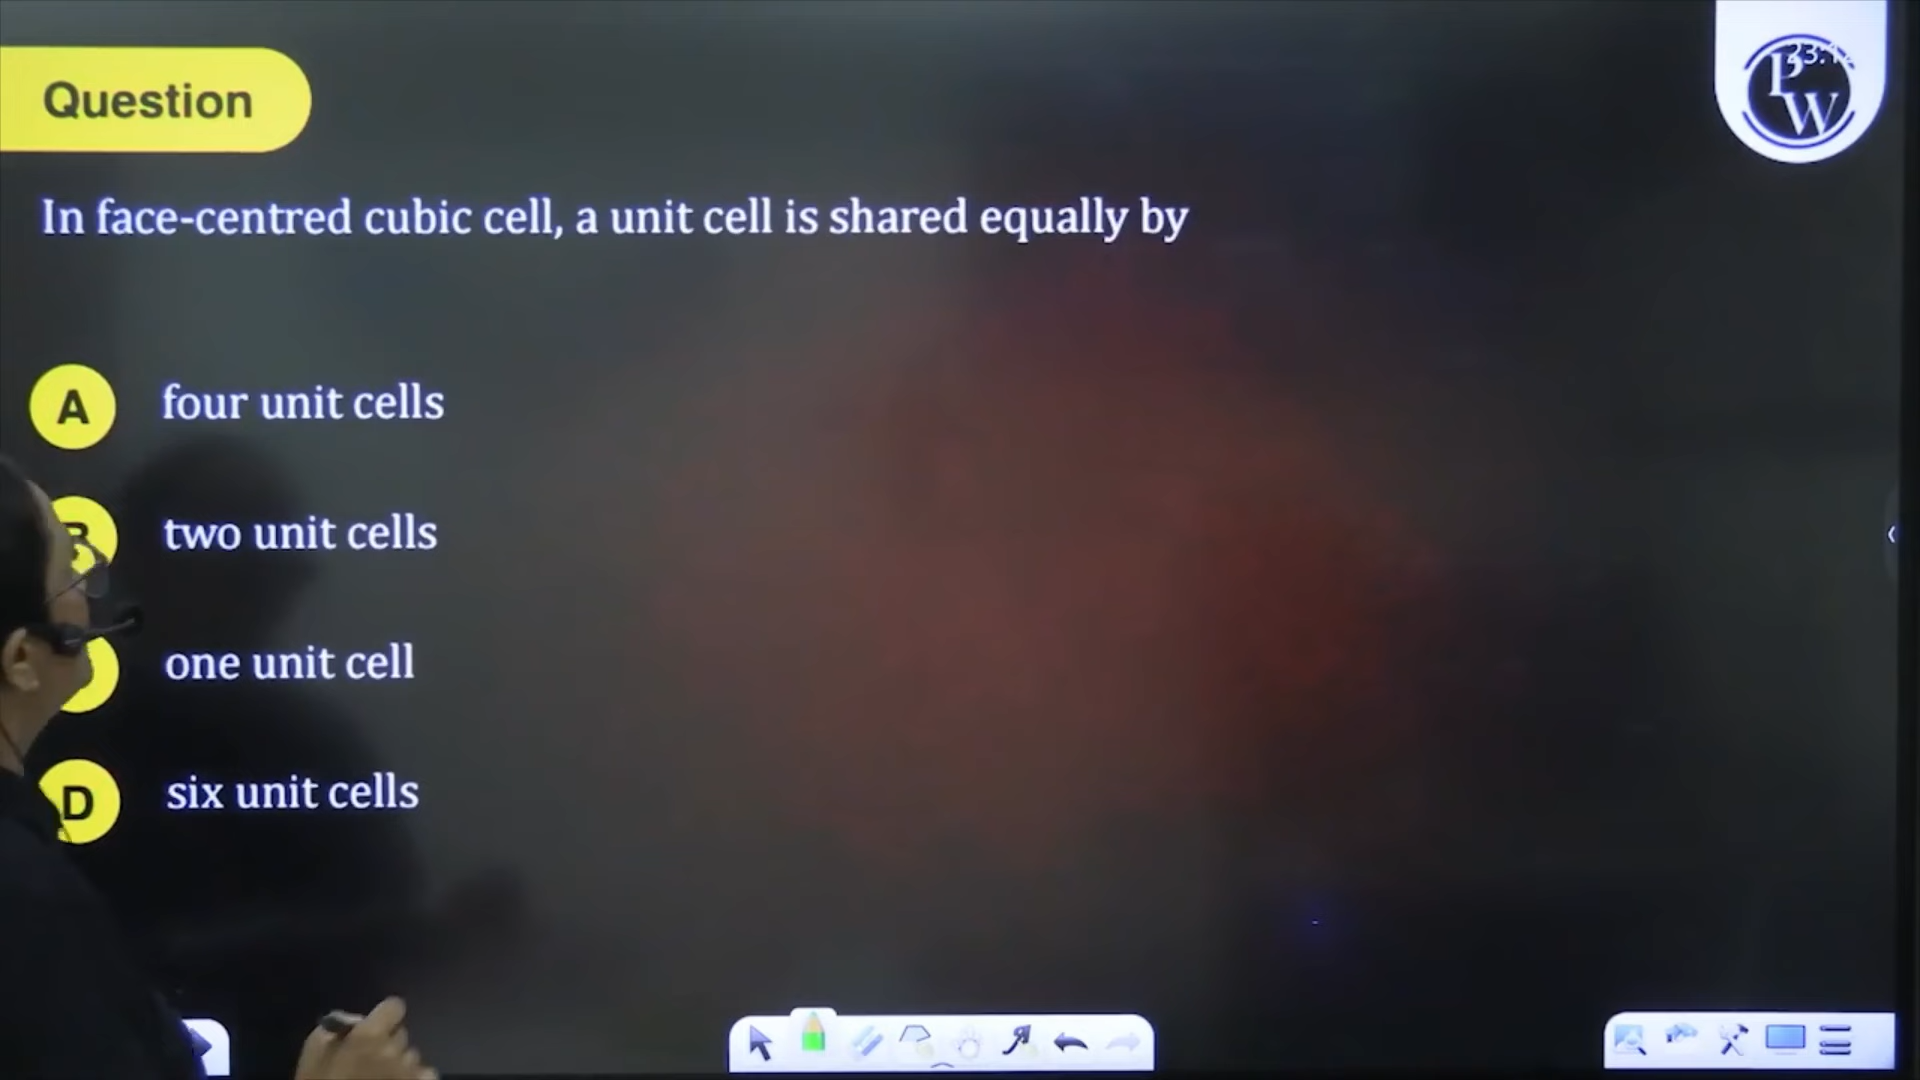 Question
PW
In face-centred cubic cell, a unit cell is shared equally by
A four unit cells
B two unit cells
one unit cell
D six unit cells